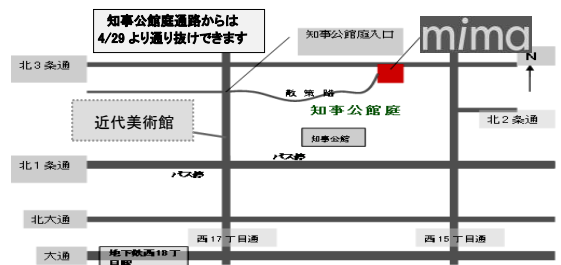 知事公館庭通路からは
4/29 より通り抜けできます
知事公館庭入口
mima
N
北3条通
散策路
知事公館庭
近代美術館
北2条通
知事公館
バス停
北1条通
バス停
北大通
西17丁目通
西15丁目通
大通
地下鉄西18丁
目駅